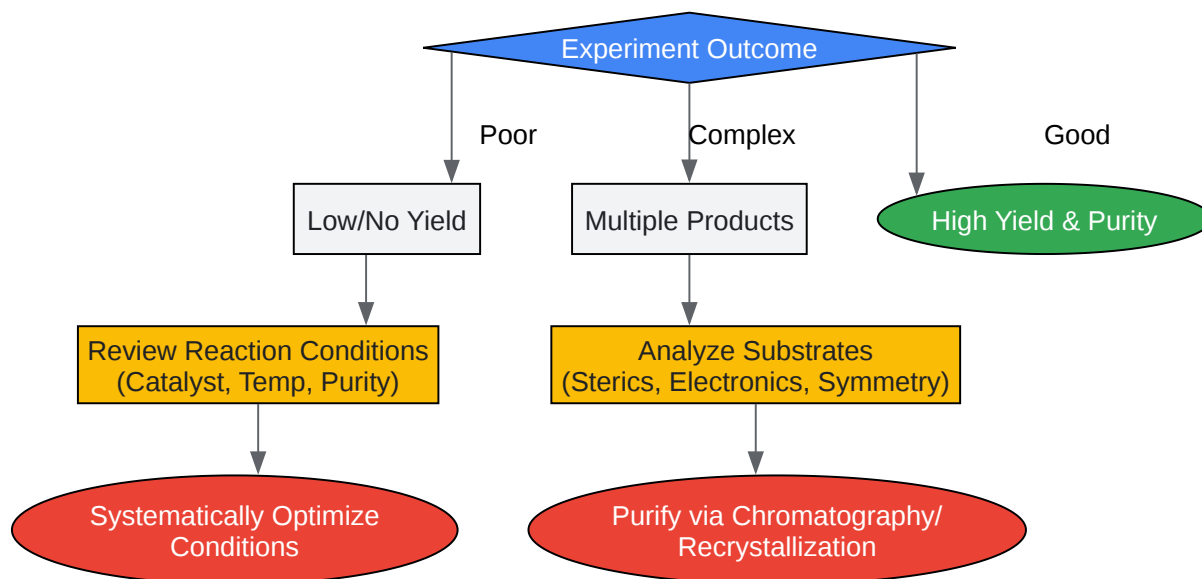 Experiment Outcome
Poor
Complex
Good
Low/No Yield
Multiple Products
High Yield & Purity
Review Reaction Conditions
(Catalyst, Temp, Purity)
Analyze Substrates
(Sterics, Electronics, Symmetry)
Systematically Optimize
Conditions
Purify via Chromatography/
Recrystallization